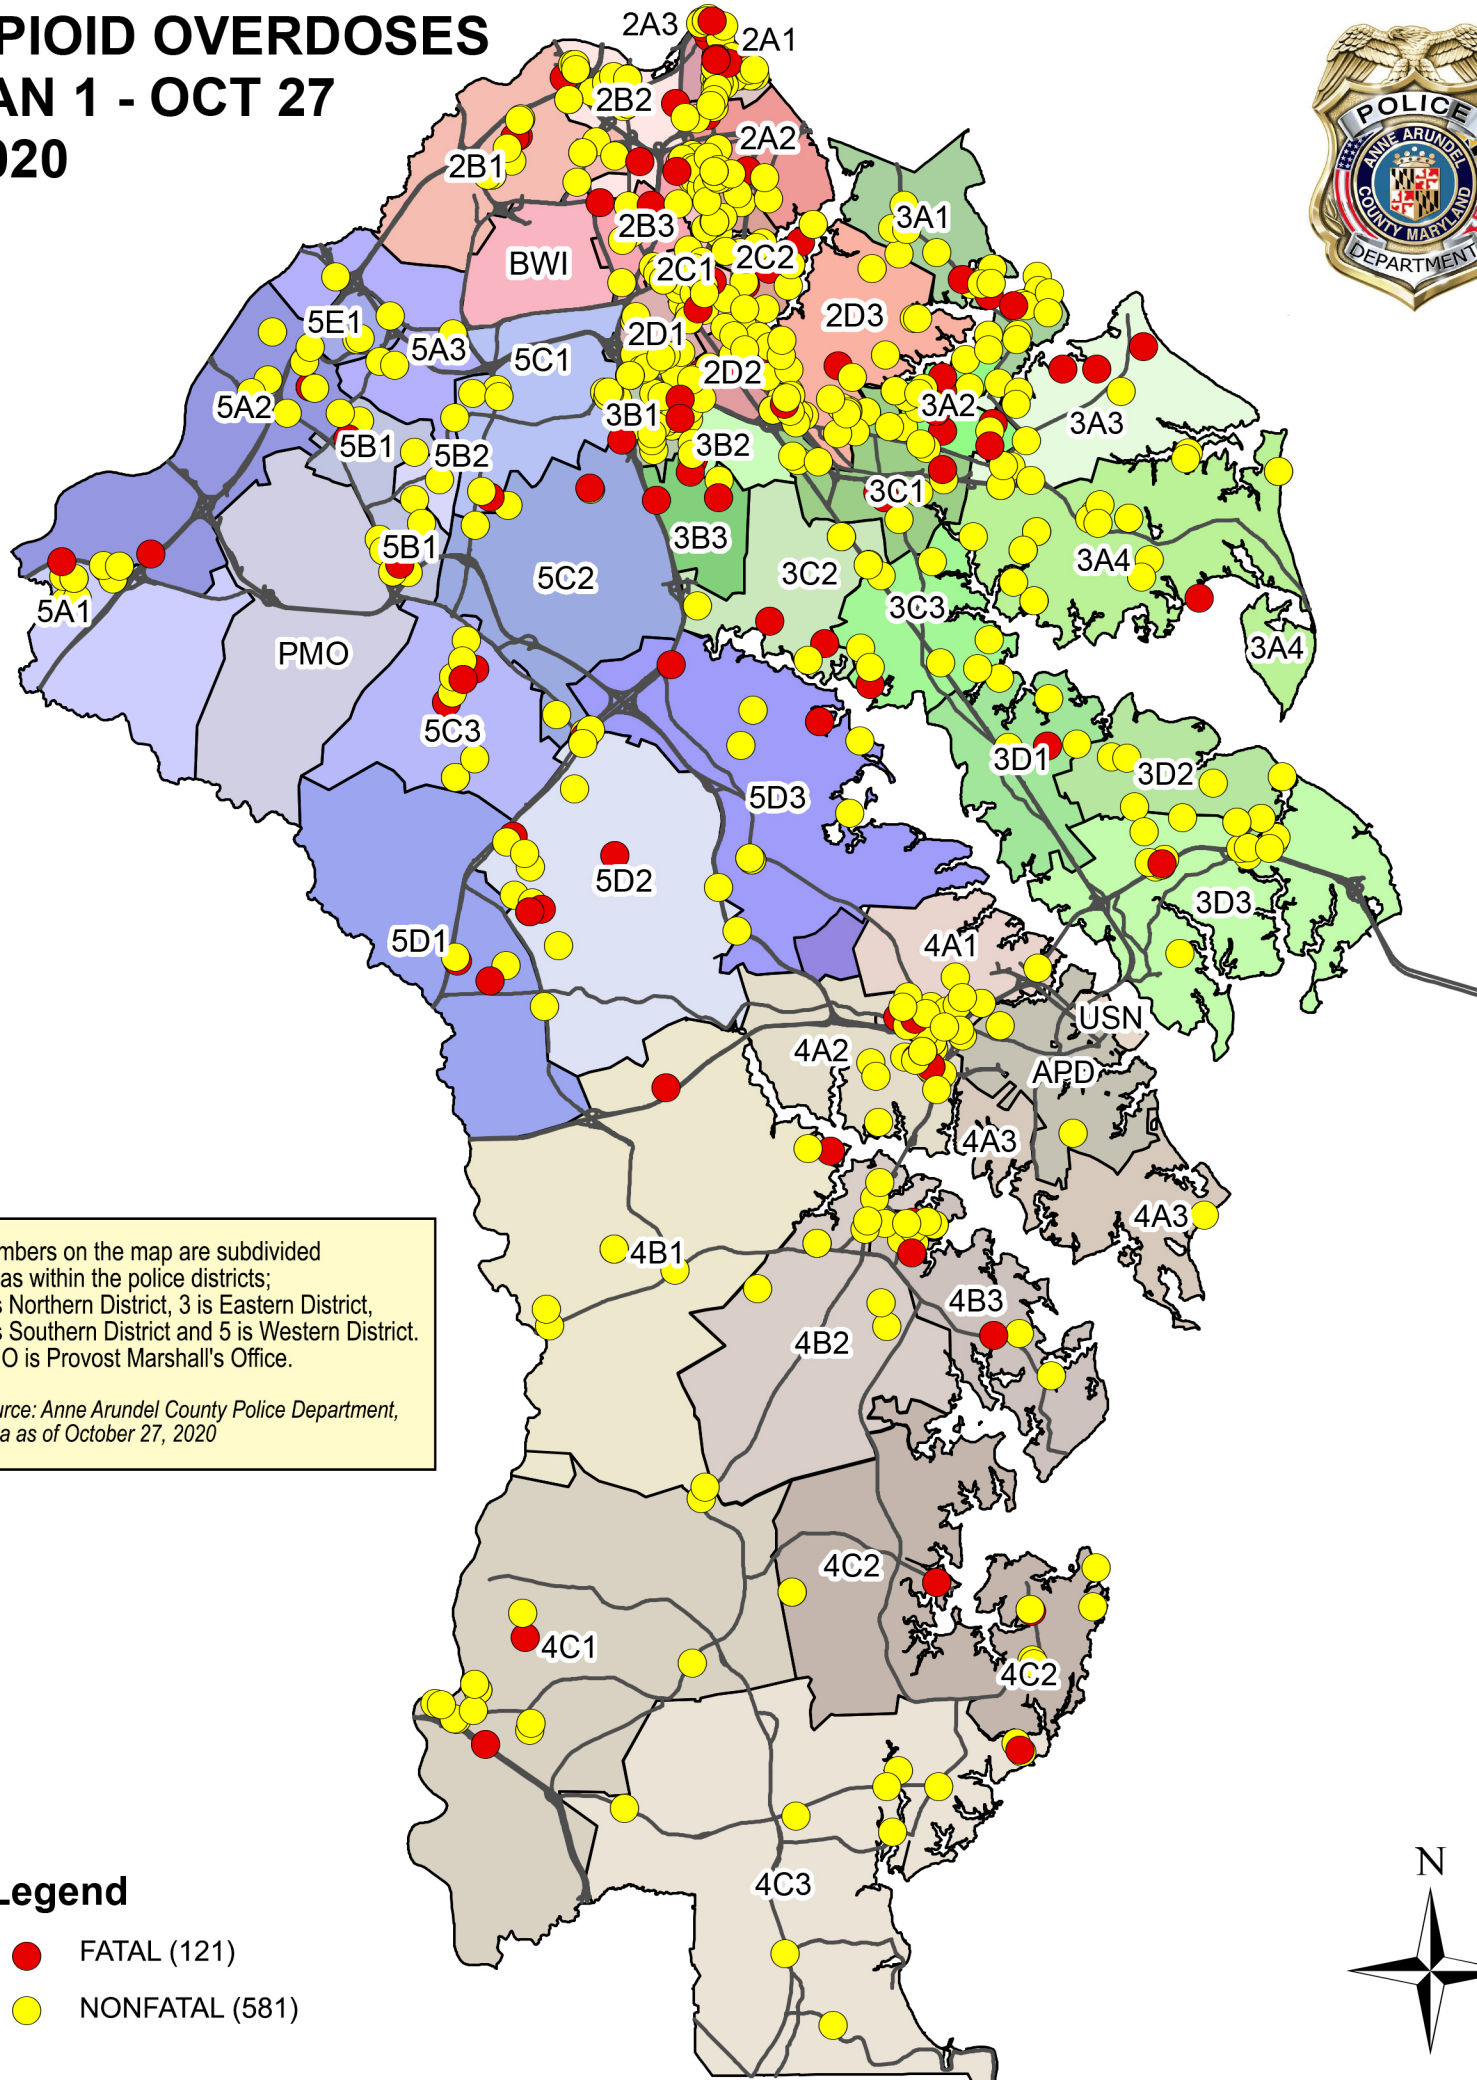 PIOID OVERDOSES
AN 1 - OCT 27
020
POLICE
ANNE ARUNDEL
COUNTY MARYLAND
DEPARTMENT
2A3
2A1
2B2
2A2
2B1
3A1
2B3
BWI
2C1
2C2
5E1
2D3
5A3
2D1
5C1
2D2
5A2
3A2
3B1
3A3
5B1
5B2
3B2
3C1
3B3
5B1
5C2
3C2
3A4
5A1
3C3
PMO
3A4
5C3
3D1
3D2
5D3
5D2
3D3
5D1
4A1
USN
4A2
APD
4A3
4A3
4B1
4B3
4B2
mbers on the map are subdivided
as within the police districts;
s Northern District, 3 is Eastern District,
s Southern District and 5 is Western District.
O is Provost Marshall's Office.
urce: Anne Arundel County Police Department,
a as of October 27, 2020
4C2
4C1
4C2
4C3
N
Legend
FATAL (121)
NONFATAL (581)